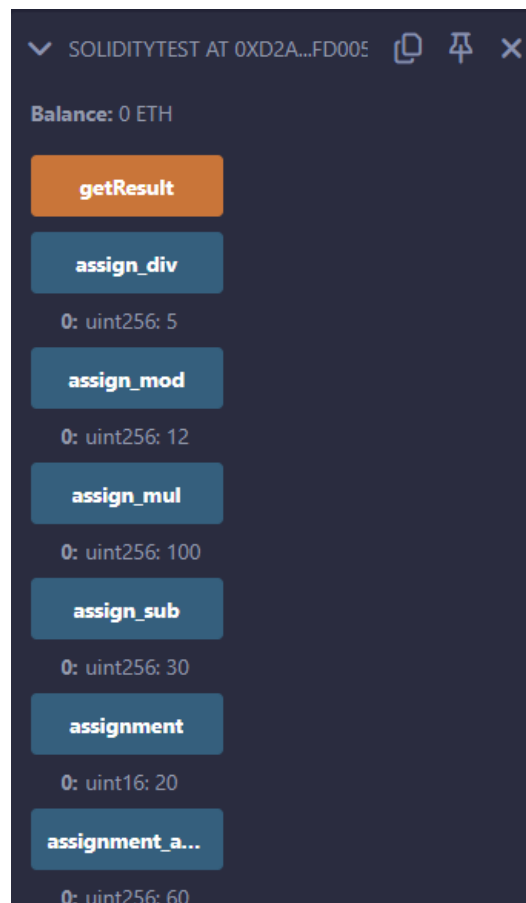 SOLIDITYTEST AT 0XD2A...FD005
Balance: 0 ETH
getResult
assign_div
0: uint256: 5
assign_mod
0: uint256: 12
assign_mul
0: uint256: 100
assign_sub
0: uint256: 30
assignment
0: uint16: 20
assignment_a...
0: uint256: 60